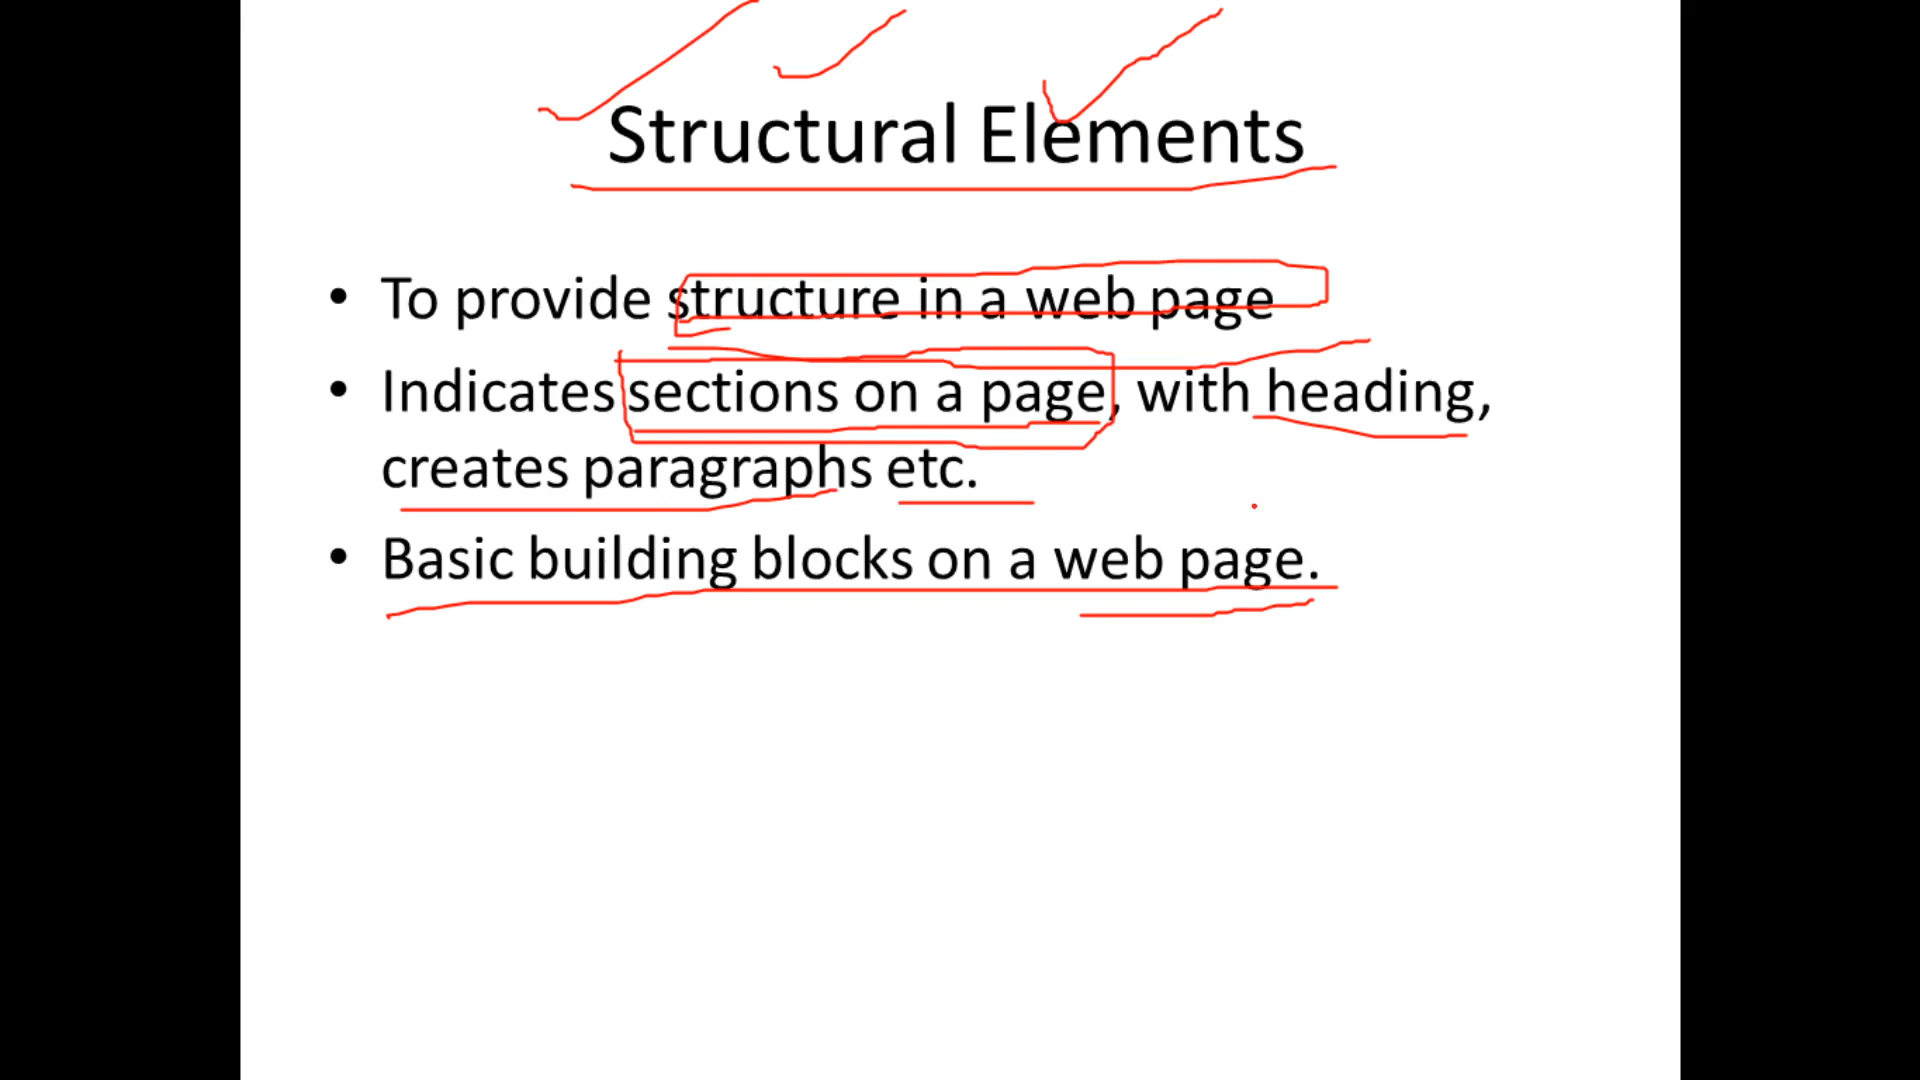 Structural Elements
• To provide structure in a web page
• Indicates sections on a page, with heading,
creates paragraphs etc.
• Basic building blocks on a web page.